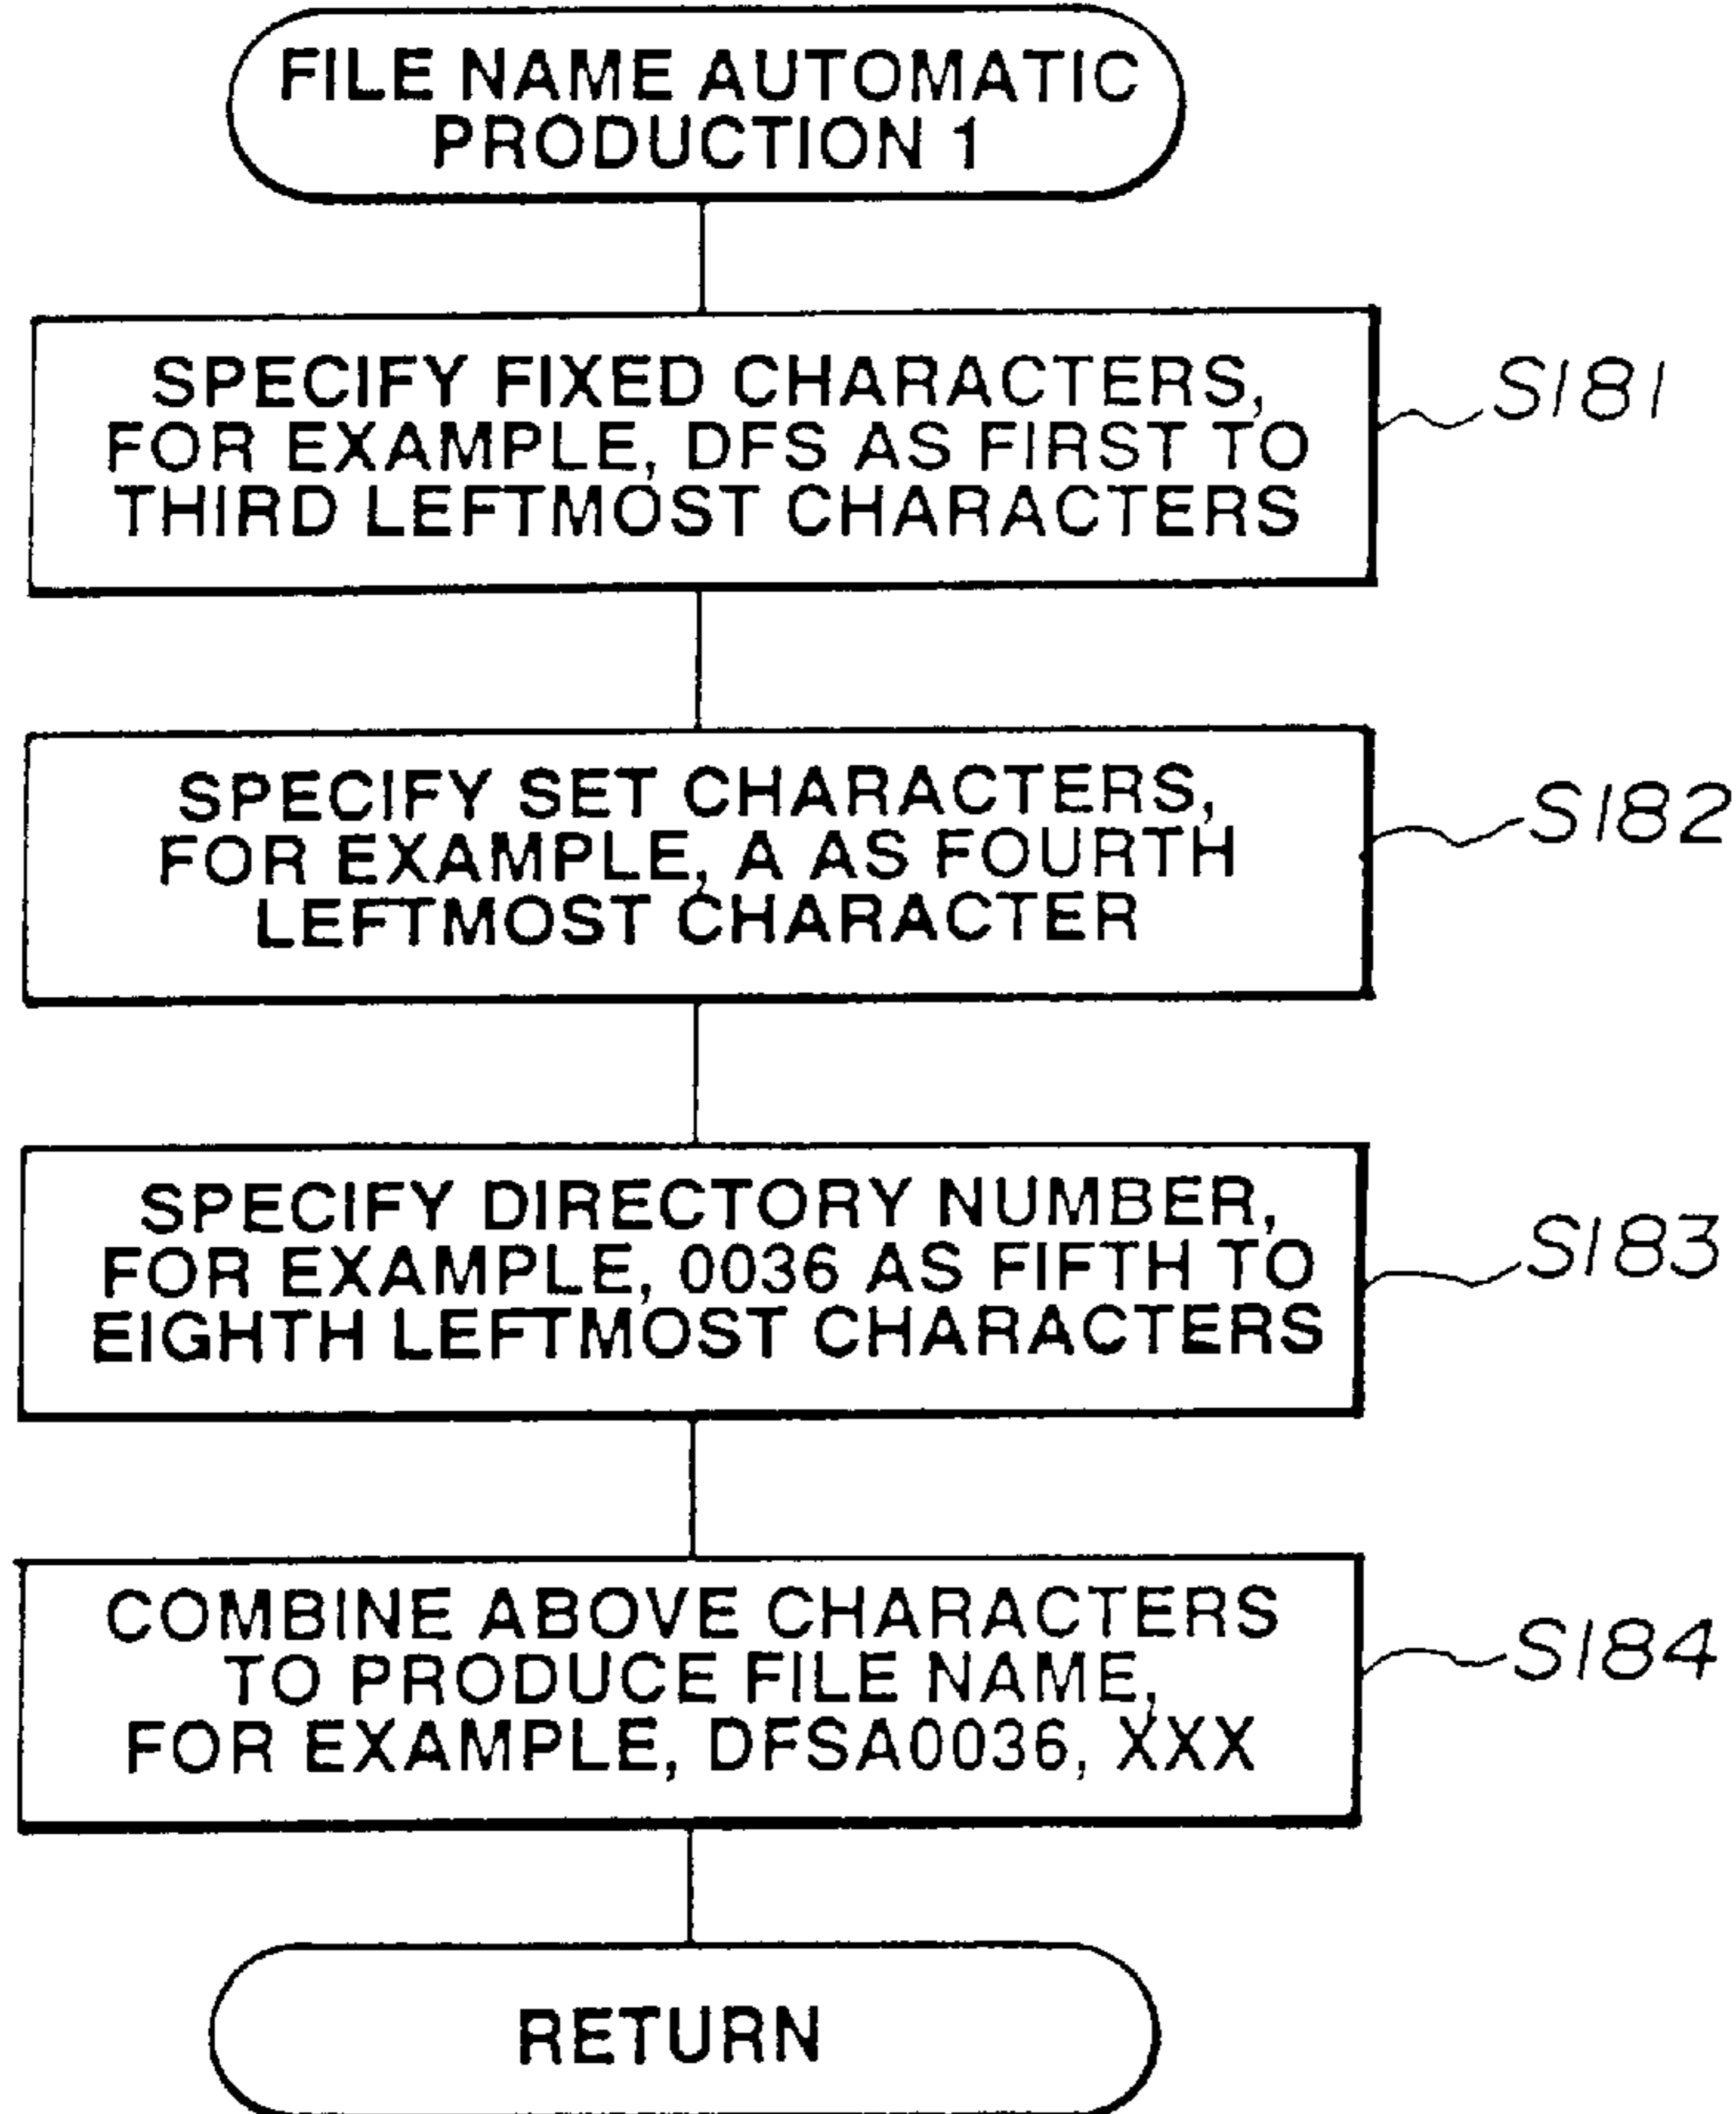 FILE NAME AUTOMATIC
PRODUCTION 1
SPECIFY FIXED CHARACTERS,
FOR EXAMPLE, DFS AS FIRST TO
THIRD LEFTMOST CHARACTERS
S181
SPECIFY SET CHARACTERS,
FOR EXAMPLE, A AS FOURTH
LEFTMOST CHARACTER
S182
SPECIFY DIRECTORY NUMBER,
FOR EXAMPLE, 0036 AS FIFTH TO
EIGHTH LEFTMOST CHARACTERS
S183
COMBINE ABOVE CHARACTERS
TO PRODUCE FILE NAME,
FOR EXAMPLE, DFSA0036, XXX
S184
RETURN